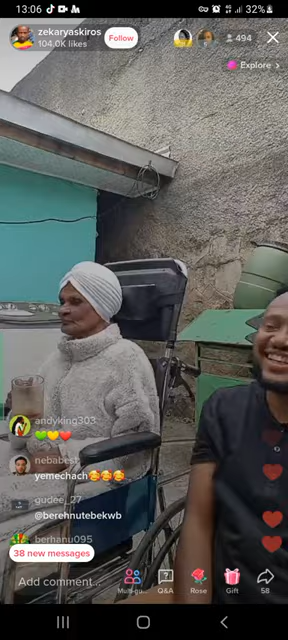 13:06
32%
zekaryaskiros
104.0K likes
Follow
494
Explore >
andyking303
nebabest
yemechach🥰🥰🥰
gudee_27
@berehnutebekwb
berhanu095
38 new messages
Add comment...
Multi-gu...
Q&A
Rose
Gift
58